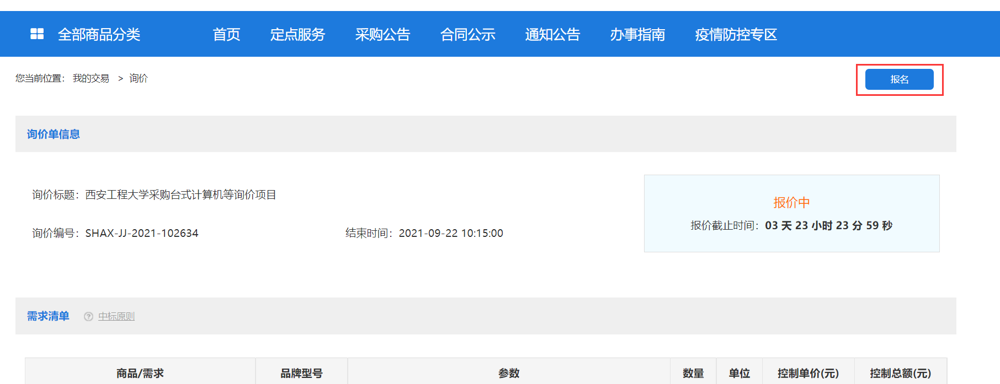 全部商品分类 首页 定点服务 采购公告 合同公示 通知公告 办事指南 疫情防控专区
您当前位置： 我的交易 > 询价 报名
询价单信息
报价中
询价标题：西安工程大学采购台式计算机等询价项目
报价截止时间：03 天 23 小时 23 分 59 秒
询价编号：SHAX-JJ-2021-102634 结束时间：2021-09-22 10:15:00
需求清单 ? 中标原则
商品/需求 品牌型号 参数 数量 单位 控制单价(元) 控制总额(元)